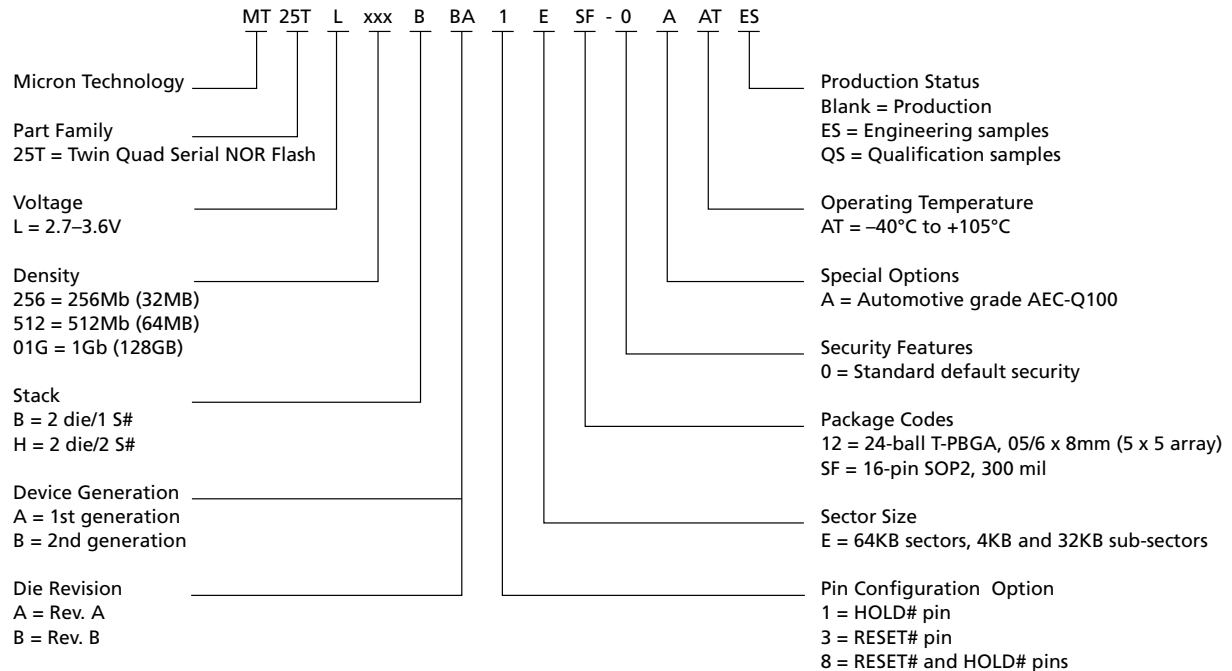 MT 25T L xxx B BA 1 E SF - 0 A AT ES
Micron Technology
Part Family
25T = Twin Quad Serial NOR Flash
Voltage
L = 2.7–3.6V
Density
256 = 256Mb (32MB)
512 = 512Mb (64MB)
01G = 1Gb (128GB)
Stack
B = 2 die/1 S#
H = 2 die/2 S#
Device Generation
A = 1st generation
B = 2nd generation
Die Revision
A = Rev. A
B = Rev. B
Production Status
Blank = Production
ES = Engineering samples
QS = Qualification samples
Operating Temperature
AT = –40°C to +105°C
Special Options
A = Automotive grade AEC-Q100
Security Features
0 = Standard default security
Package Codes
12 = 24-ball T-PBGA, 05/6 x 8mm (5 x 5 array)
SF = 16-pin SOP2, 300 mil
Sector Size
E = 64KB sectors, 4KB and 32KB sub-sectors
Pin Configuration Option
1 = HOLD# pin
3 = RESET# pin
8 = RESET# and HOLD# pins